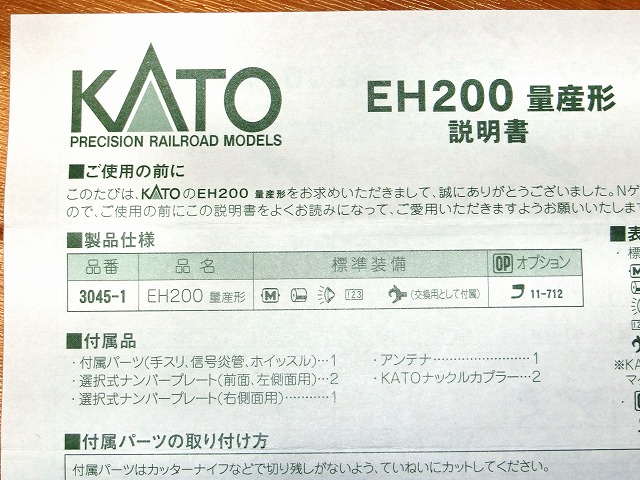 KATO
PRECISION RAILROAD MODELS
EH200 量産形
説明書
■ご使用の前に
このたびは、KATOのEH200 量産形をお求めいただきまして、誠にありがとうございました。Nゲ
ので、ご使用の前にこの説明書をよくお読みになって、ご愛用いただきますようお願いいたします
■製品仕様
品番 品名 標準装備 OP オプション
3045-1 EH200 量産形 M 123 (交換用として付属) 11-712
■付属品
・付属パーツ(手スリ、信号炎管、ホイッスル)…1
・選択式ナンバープレート(前面、左側面用)…2
・選択式ナンバープレート(右側面用)………1
・アンテナ……………………1
・KATOナックルカプラー…2
■付属パーツの取り付け方
付属パーツはカッターナイフなどで切り残しがないよう、ていねいにカットしてください。
■表
・標
※KA
マイ